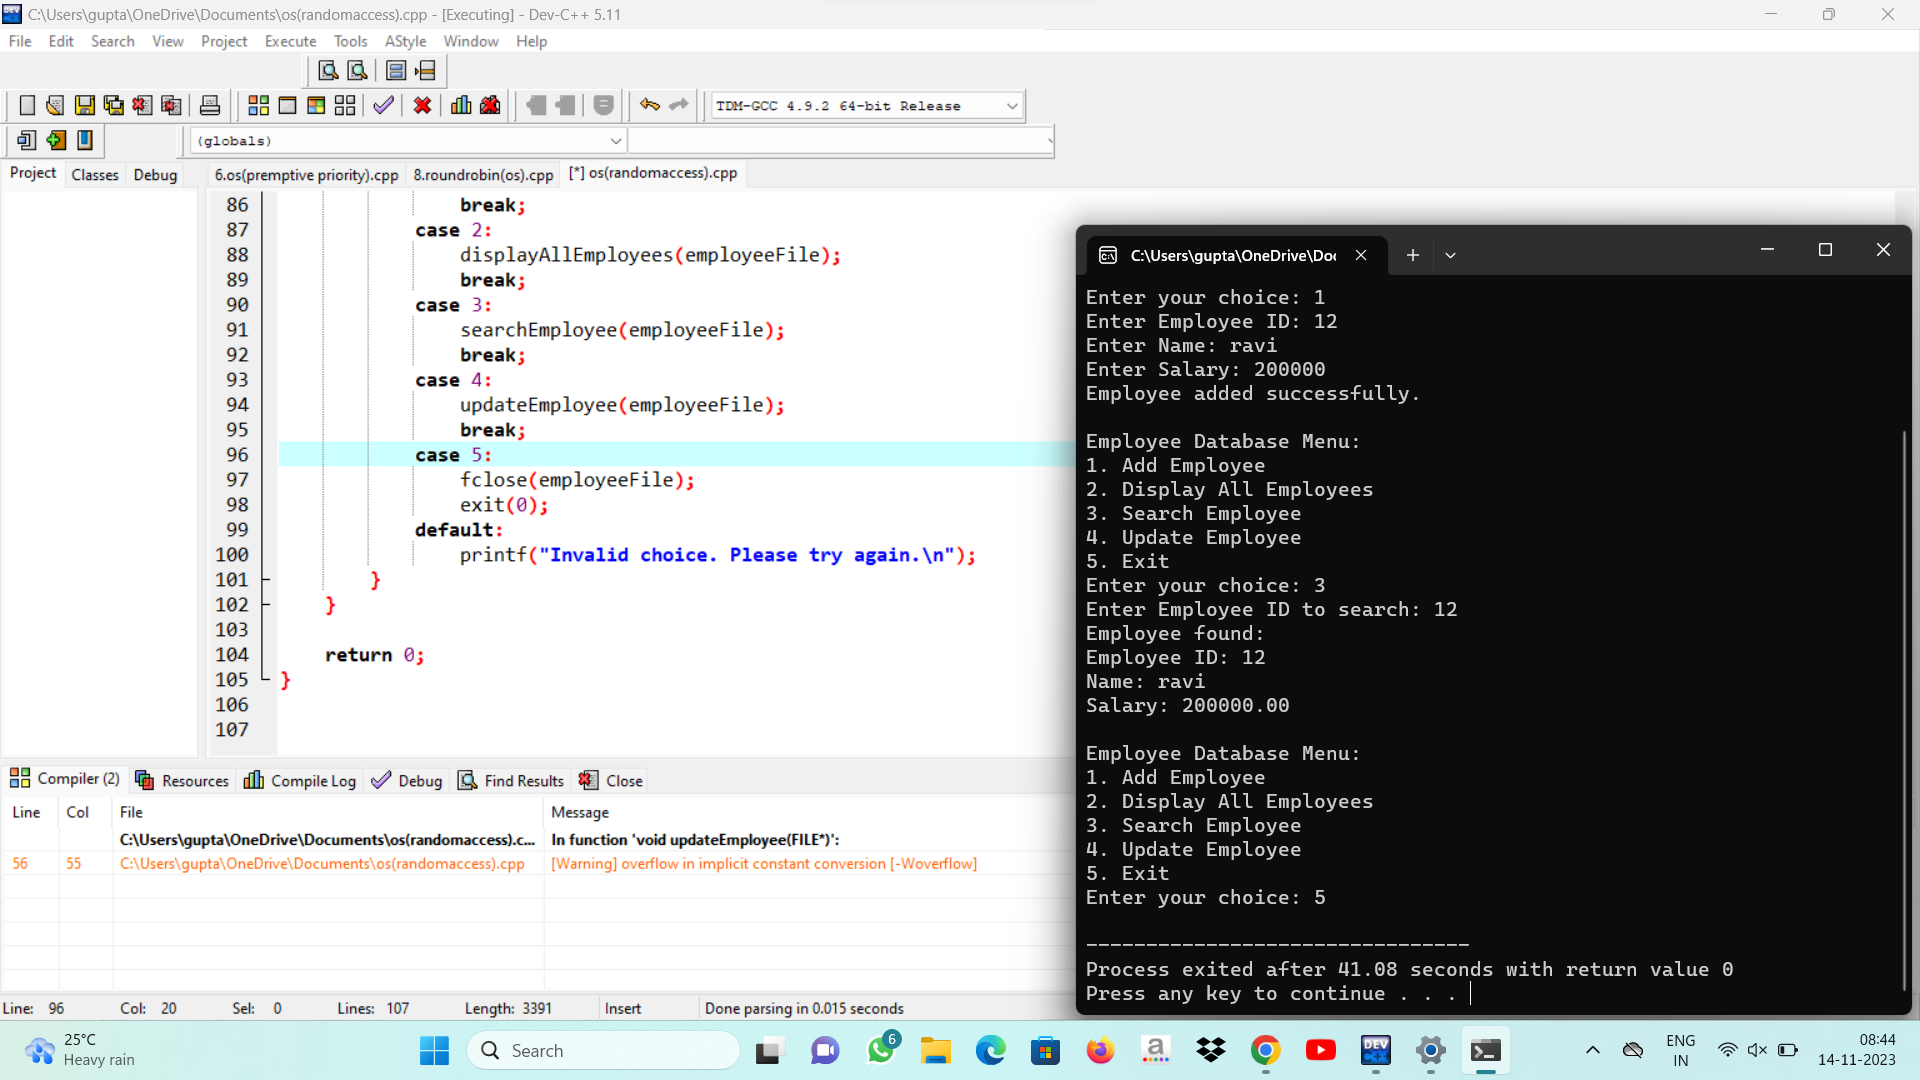 C:\Users\gupta\OneDrive\Documents\os(randomaccess).cpp - [Executing] - Dev-C++ 5.11
File Edit Search View Project Execute Tools AStyle Window Help
TDM-GCC 4.9.2 64-bit Release
(globals)
Project Classes Debug
6.os(premptive priority).cpp 8.roundrobin(os).cpp [*] os(randomaccess).cpp
86 break;
87 case 2:
88 displayAllEmployees(employeeFile);
89 break;
90 case 3:
91 searchEmployee(employeeFile);
92 break;
93 case 4:
94 updateEmployee(employeeFile);
95 break;
96 case 5:
97 fclose(employeeFile);
98 exit(0);
99 default:
100 printf("Invalid choice. Please try again.\n");
101 }
102 }
103
104 return 0;
105 }
106
107
C:\Users\gupta\OneDrive\Doc
Enter your choice: 1
Enter Employee ID: 12
Enter Name: ravi
Enter Salary: 200000
Employee added successfully.
Employee Database Menu:
1. Add Employee
2. Display All Employees
3. Search Employee
4. Update Employee
5. Exit
Enter your choice: 3
Enter Employee ID to search: 12
Employee found:
Employee ID: 12
Name: ravi
Salary: 200000.00
Employee Database Menu:
1. Add Employee
2. Display All Employees
3. Search Employee
4. Update Employee
5. Exit
Enter your choice: 5
--------------------------------
Process exited after 41.08 seconds with return value 0
Press any key to continue . . .
Compiler (2) Resources Compile Log Debug Find Results Close
Line Col File Message
C:\Users\gupta\OneDrive\Documents\os(randomaccess).c... In function 'void updateEmployee(FILE*)':
56 55 C:\Users\gupta\OneDrive\Documents\os(randomaccess).cpp [Warning] overflow in implicit constant conversion [-Woverflow]
Line: 96 Col: 20 Sel: 0 Lines: 107 Length: 3391 Insert Done parsing in 0.015 seconds
25°C
Heavy rain
Search
6
DEV
C++
ENG
IN
08:44
14-11-2023